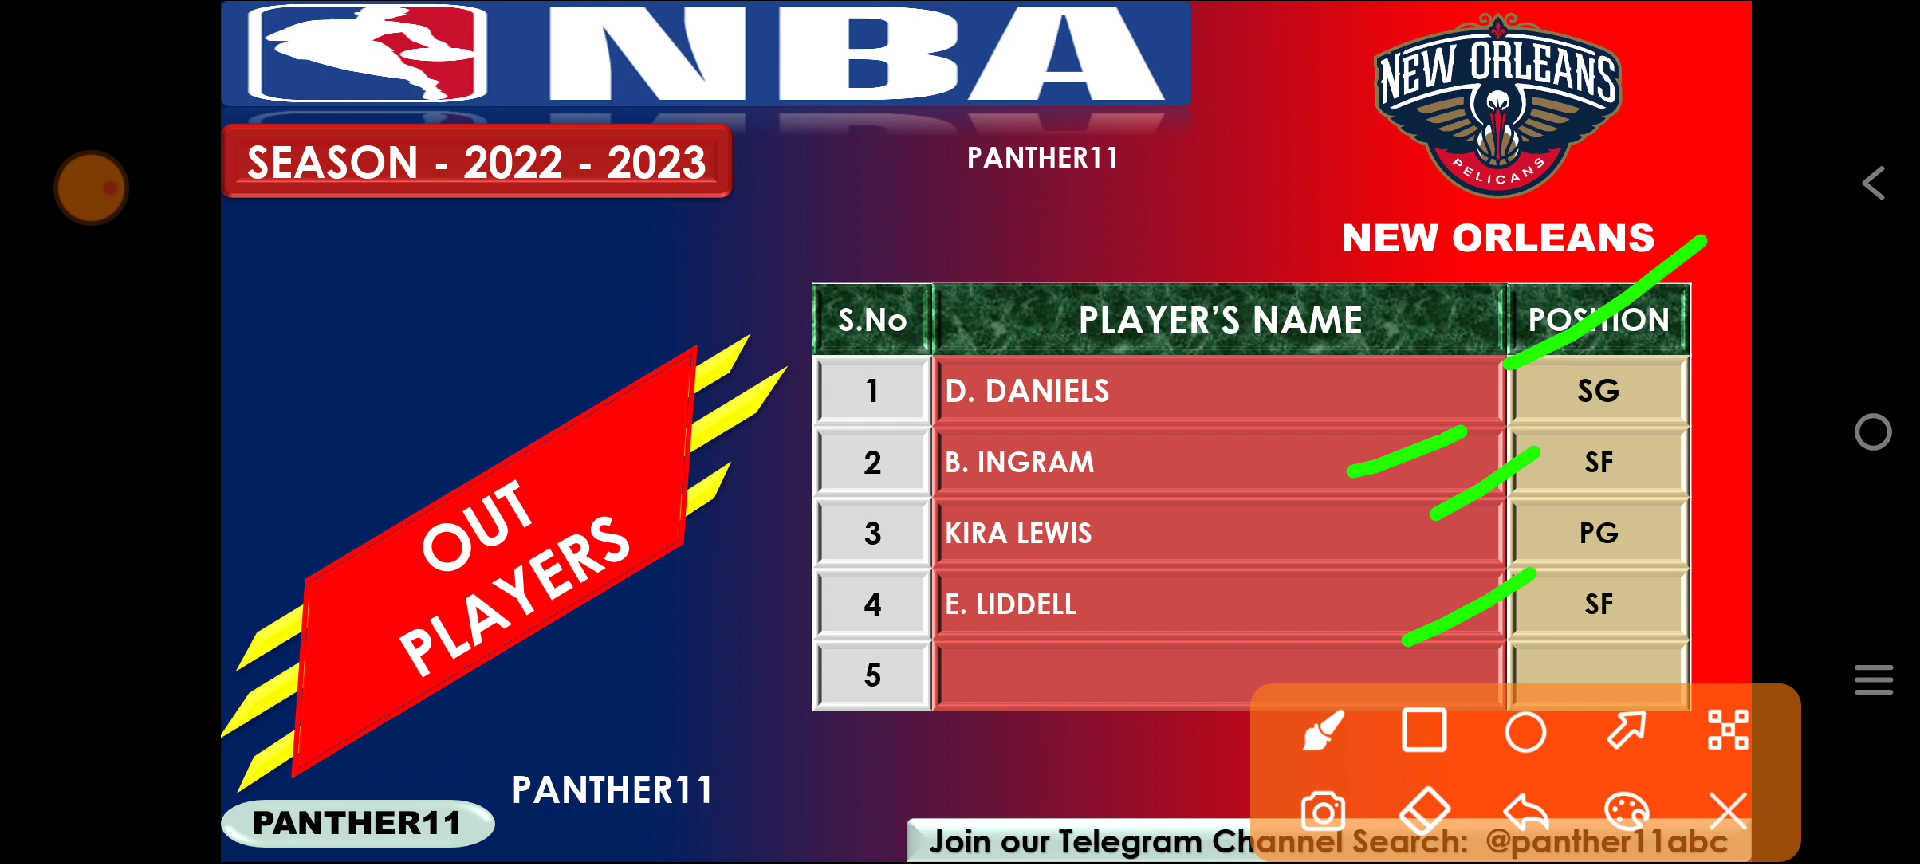 NBA
NEW ORLEANS
PELICANS
SEASON - 2022 - 2023
PANTHER11
NEW ORLEANS
S.No PLAYER'S NAME POSITION
1 D. DANIELS SG
2 B. INGRAM SF
3 KIRA LEWIS PG
4 E. LIDDELL SF
5
OUT
PLAYERS
PANTHER11
PANTHER11
Join our Telegram Channel Search: @panther11abc